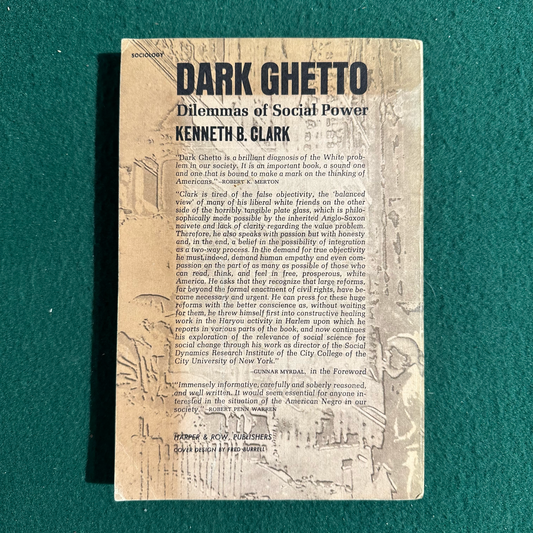 SOCIOLOGY
DARK GHETTO
Dilemmas of Social Power
KENNETH B. CLARK
"Dark Ghetto is a brilliant diagnosis of the White prob-
lem in our society. It is an important book, a sound one
and one that is bound to make a mark on the thinking of
Americans." –ROBERT K. MERTON
"Clark is tired of the false objectivity, the 'balanced
view' of many of his liberal white friends on the other
side of the horribly tangible plate glass, which is philo-
sophically made possible by the inherited Anglo-Saxon
naivete and lack of clarity regarding the value problem.
Therefore, he also speaks with passion but with honesty
and, in the end, a belief in the possibility of integration
as a two-way process. In the demand for true objectivity
he must, indeed, demand human empathy and even com-
passion on the part of as many as possible of those who
can read, think, and feel in free, prosperous, white
America. He asks that they recognize that large reforms,
far beyond the formal enactment of civil rights, have be-
come necessary and urgent. He can press for these huge
reforms with the better conscience as, without waiting
for them, he threw himself first into constructive healing
work in the Haryou activity in Harlem upon which he
reports in various parts of the book, and now continues
his exploration of the relevance of social science for
social change through his work as director of the Social
Dynamics Research Institute of the City College of the
City University of New York."
–GUNNAR MYRDAL, in the Foreword
"Immensely informative, carefully and soberly reasoned,
and well written. It would seem essential for anyone in-
terested in the situation of the American Negro in our
society." –ROBERT PENN WARREN
HARPER & ROW, PUBLISHERS
COVER DESIGN BY FRED BURRELL